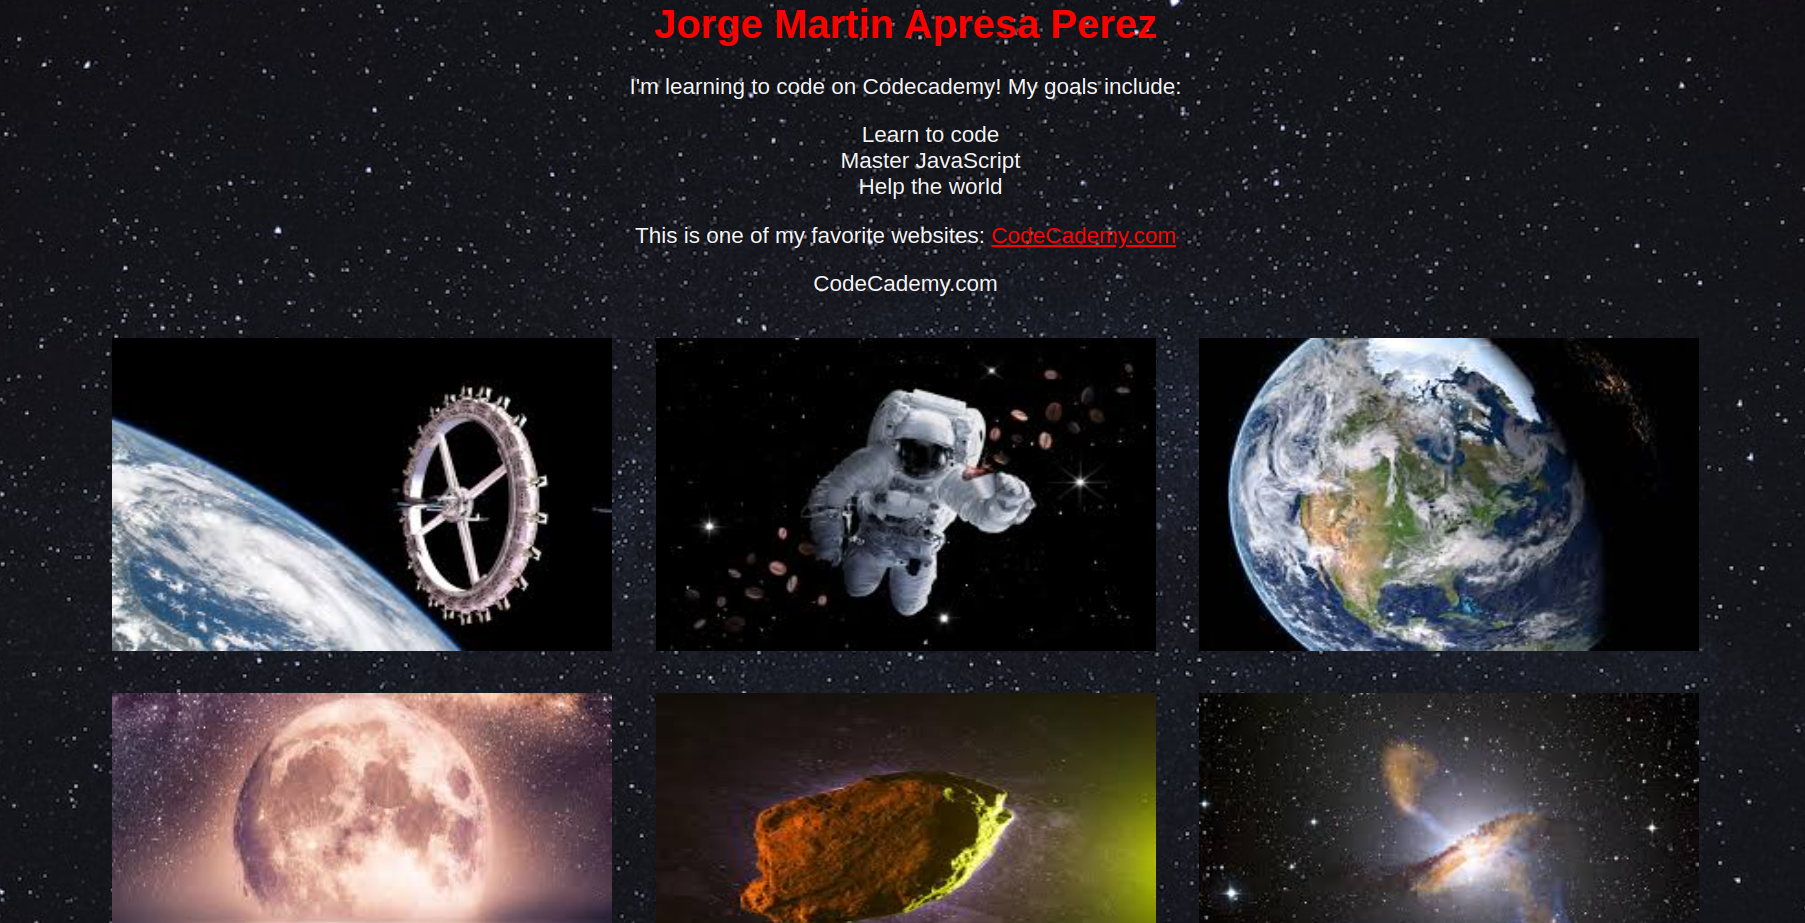 Jorge Martin Apresa Perez
I'm learning to code on Codecademy! My goals include:
Learn to code
Master JavaScript
Help the world
This is one of my favorite websites: CodeCademy.com
CodeCademy.com